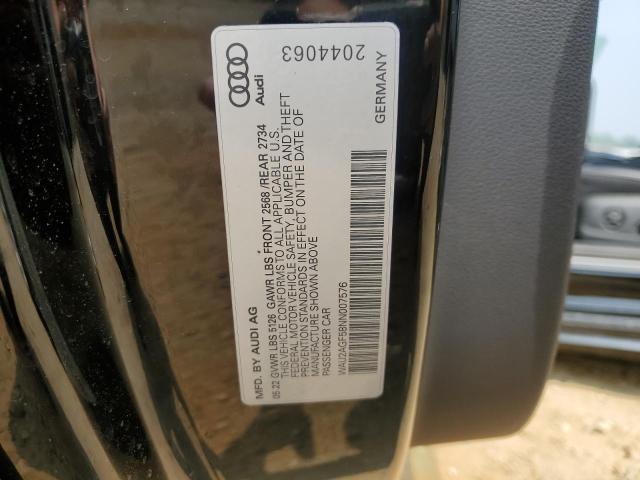 Audi
2044063
MFD. BY AUDI AG
05.22 GVWR LBS 5126 GAWR LBS FRONT 2568 /REAR 2734
THIS VEHICLE CONFORMS TO ALL APPLICABLE U.S.
FEDERAL MOTOR VEHICLE SAFETY, BUMPER AND THEFT
PREVENTION STANDARDS IN EFFECT ON THE DATE OF
MANUFACTURE SHOWN ABOVE
PASSENGER CAR
GERMANY
WAU2AGF58NN007576